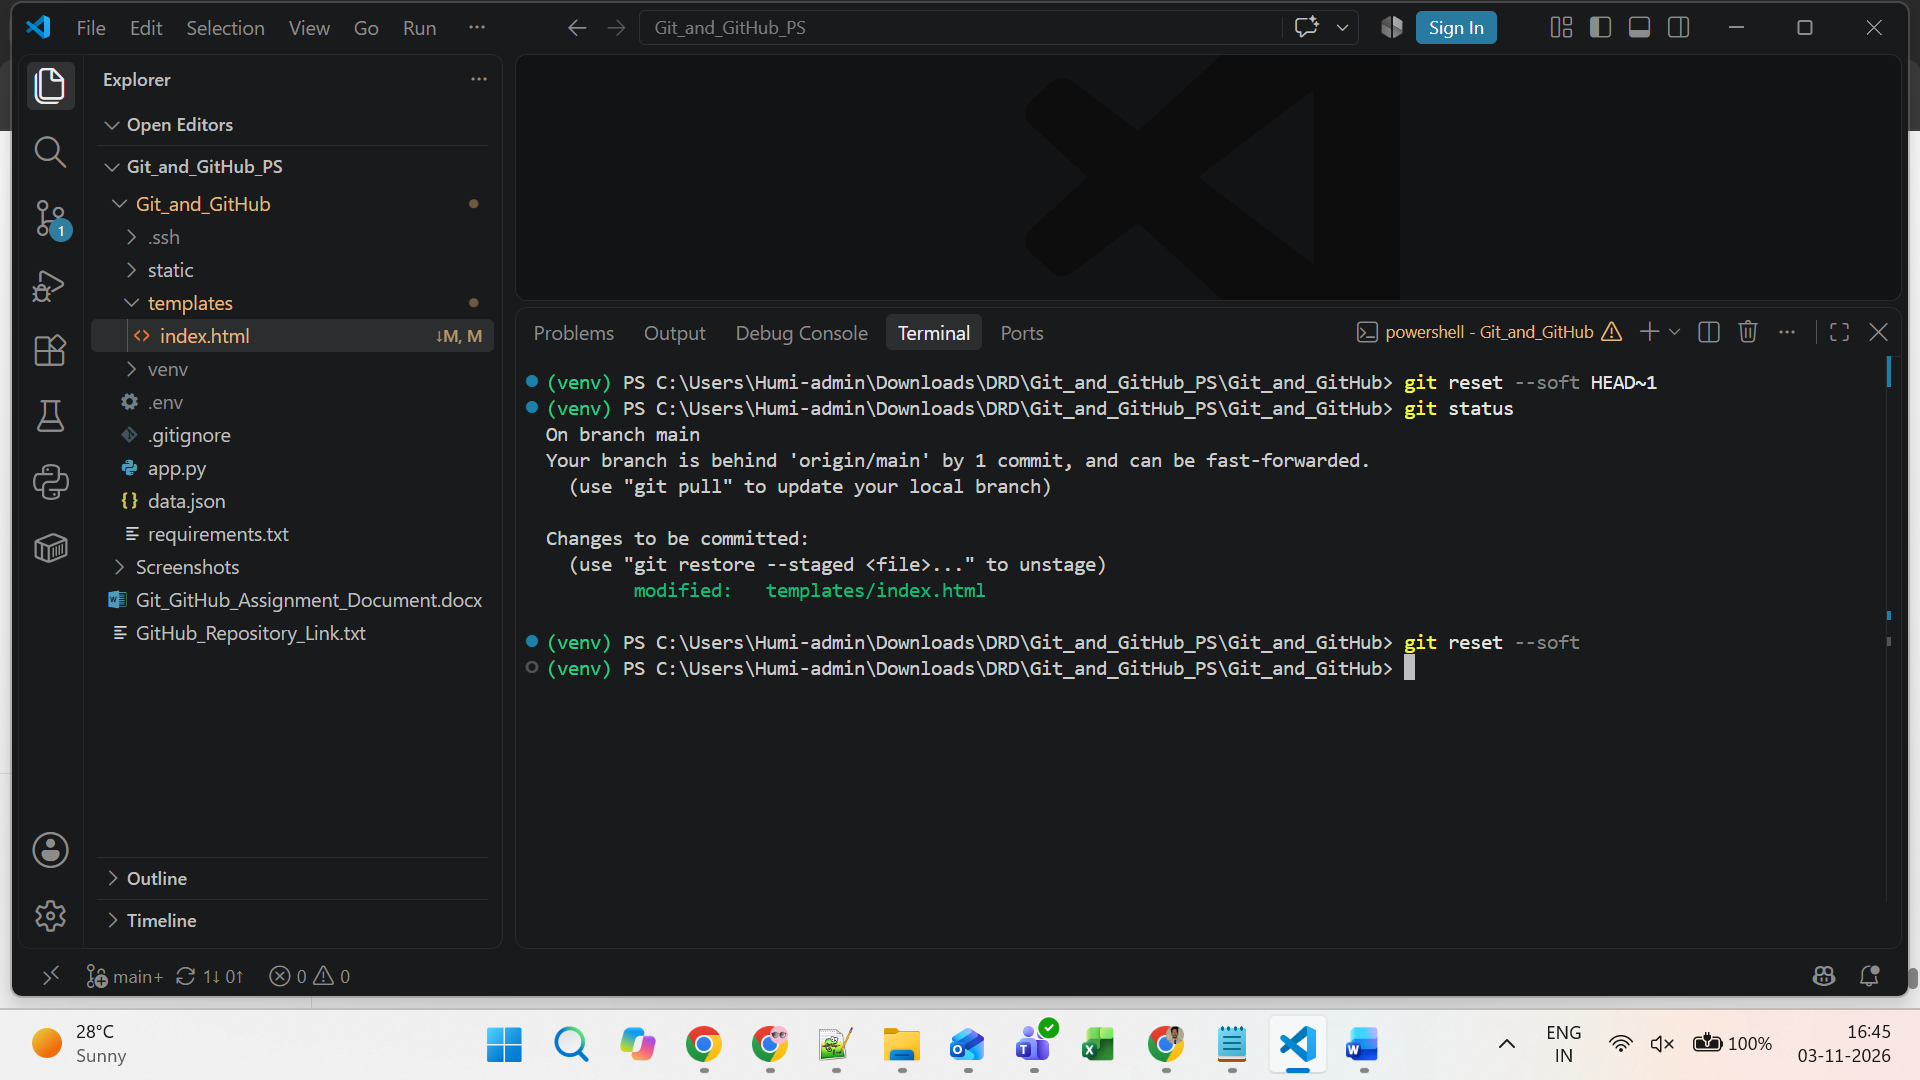 File Edit Selection View Go Run ···
Git_and_GitHub_PS
Sign In
Explorer
Open Editors
Git_and_GitHub_PS
Git_and_GitHub
.ssh
static
templates
index.html ↓M, M
venv
.env
.gitignore
app.py
data.json
requirements.txt
Screenshots
Git_GitHub_Assignment_Document.docx
GitHub_Repository_Link.txt
Outline
Timeline
1
Problems Output Debug Console Terminal Ports
powershell - Git_and_GitHub
(venv) PS C:\Users\Humi-admin\Downloads\DRD\Git_and_GitHub_PS\Git_and_GitHub> git reset --soft HEAD~1
(venv) PS C:\Users\Humi-admin\Downloads\DRD\Git_and_GitHub_PS\Git_and_GitHub> git status
On branch main
Your branch is behind 'origin/main' by 1 commit, and can be fast-forwarded.
(use "git pull" to update your local branch)
Changes to be committed:
(use "git restore --staged <file>..." to unstage)
modified: templates/index.html
(venv) PS C:\Users\Humi-admin\Downloads\DRD\Git_and_GitHub_PS\Git_and_GitHub> git reset --soft
(venv) PS C:\Users\Humi-admin\Downloads\DRD\Git_and_GitHub_PS\Git_and_GitHub>
main+ 1↓ 0↑ 0 0
28°C
Sunny
ENG
IN
100%
16:45
03-11-2026